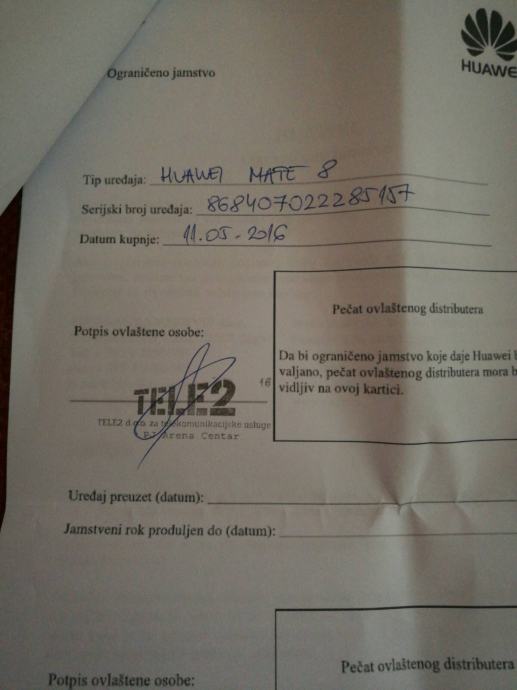 HUAWEI
Ograničeno jamstvo
Tip uređaja: HUAWEI MATE 8
Serijski broj uređaja: 868407022285157
Datum kupnje: 11.05-2016
Pečat ovlaštenog distributera
Potpis ovlaštene osobe:
Da bi ograničeno jamstvo koje daje Huawei
valjano, pečat ovlaštenog distributera mora
vidljiv na ovoj kartici.
16
TELE2
TELE2 d.o.o. za telekomunikacijske usluge
PJ Arena Centar
Uređaj preuzet (datum):
Jamstveni rok produljen do (datum):
Pečat ovlaštenog distributera
Potpis ovlaštene osobe: